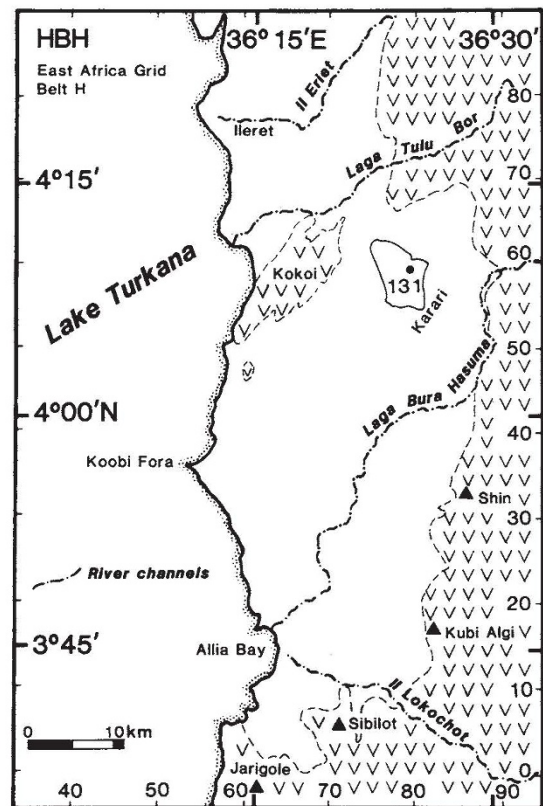 HBH
East Africa Grid
Belt H
36° 15'E
36° 30'
Il Erlet
Ileret
80
Laga Tulu Bor
4° 15'
70
Lake Turkana
Kokoi
60
131
Karari
50
Laga Bura Hasuma
4° 00'N
40
Koobi Fora
Shin
30
River channels
20
3° 45'
Allia Bay
Kubi Algi
10
Il Lokochot
0 10km
Sibilot
Jarigole
0
40 50 60 70 80 90